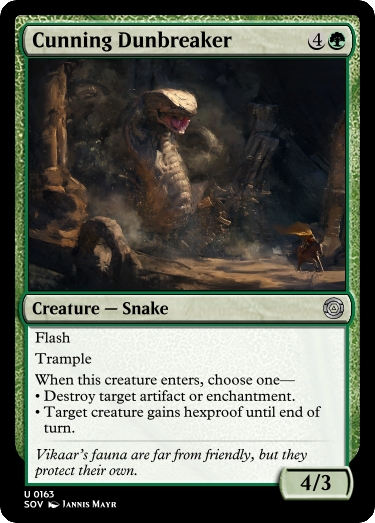 Cunning Dunbreaker 4
Creature — Snake
Flash
Trample
When this creature enters, choose one—
• Destroy target artifact or enchantment.
• Target creature gains hexproof until end of
turn.
Vikaar's fauna are far from friendly, but they
protect their own.
4/3
U 0163
SOV Jannis Mayr